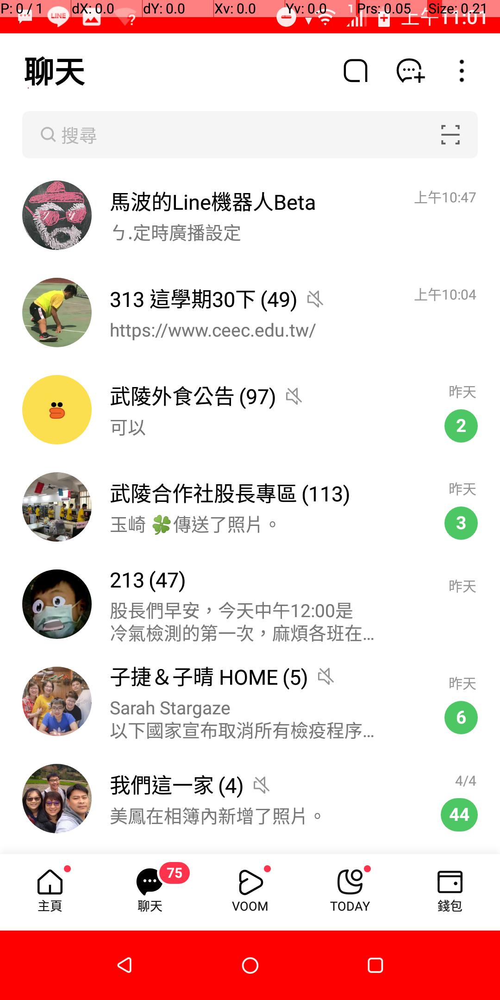 P: 0 / 1 dX: 0.0 dY: 0.0 Xv: 0.0 Yv: 0.0 Prs: 0.05 Size: 0.21
LINE ? 1 上午11:01
聊天
搜尋
馬波的Line機器人Beta 上午10:47
ㄅ.定時廣播設定
313 這學期30下 (49) 上午10:04
https://www.ceec.edu.tw/
武陵外食公告 (97) 昨天
可以 2
武陵合作社股長專區 (113) 昨天
玉崎 🍀傳送了照片。 3
213 (47) 昨天
股長們早安，今天中午12:00是
冷氣檢測的第一次，麻煩各班在...
子捷＆子晴 HOME (5) 昨天
Sarah Stargaze 6
以下國家宣布取消所有檢疫程序...
我們這一家 (4) 4/4
美鳳在相簿內新增了照片。 44
75
主頁 聊天 VOOM TODAY 錢包